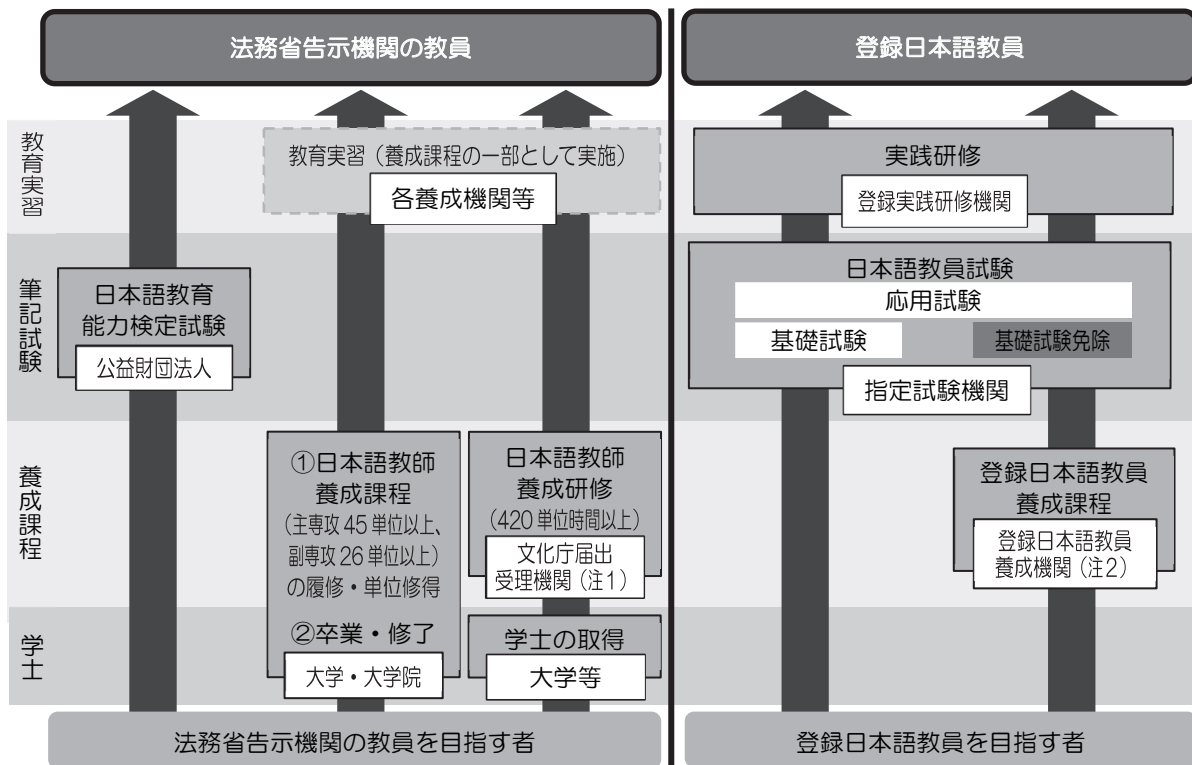 法務省告示機関の教員
登録日本語教員
教育実習
教育実習（養成課程の一部として実施）
各養成機関等
実践研修
登録実践研修機関
筆記試験
日本語教育
能力検定試験
公益財団法人
日本語教員試験
応用試験
基礎試験
基礎試験免除
指定試験機関
養成課程
①日本語教師
養成課程
（主専攻45単位以上、
副専攻26単位以上）
の履修・単位修得
②卒業・修了
大学・大学院
日本語教師
養成研修
（420単位時間以上）
文化庁届出
受理機関（注1）
登録日本語教員
養成課程
登録日本語教員
養成機関（注2）
学士
学士の取得
大学等
法務省告示機関の教員を目指す者
登録日本語教員を目指す者